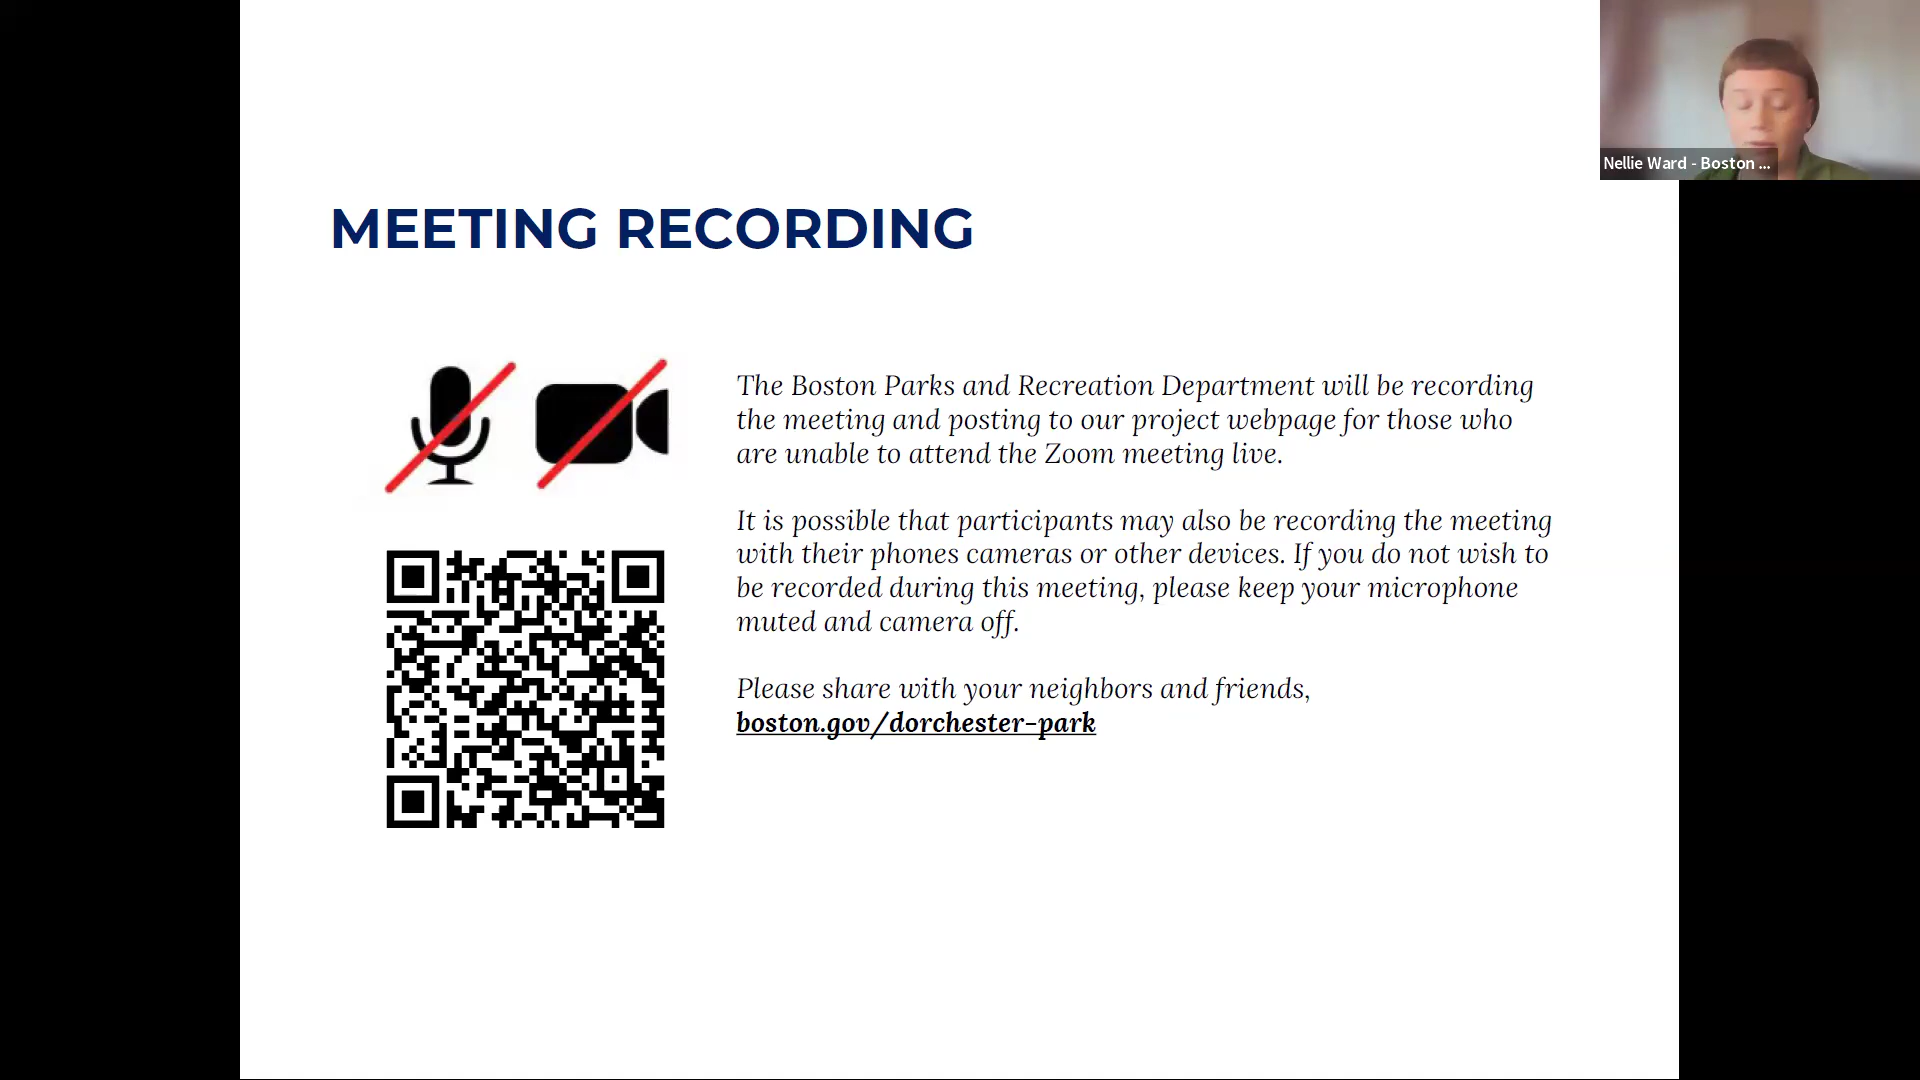 MEETING RECORDING
The Boston Parks and Recreation Department will be recording
the meeting and posting to our project webpage for those who
are unable to attend the Zoom meeting live.
It is possible that participants may also be recording the meeting
with their phones cameras or other devices. If you do not wish to
be recorded during this meeting, please keep your microphone
muted and camera off.
Please share with your neighbors and friends,
boston.gov/dorchester-park
Nellie Ward - Boston ...